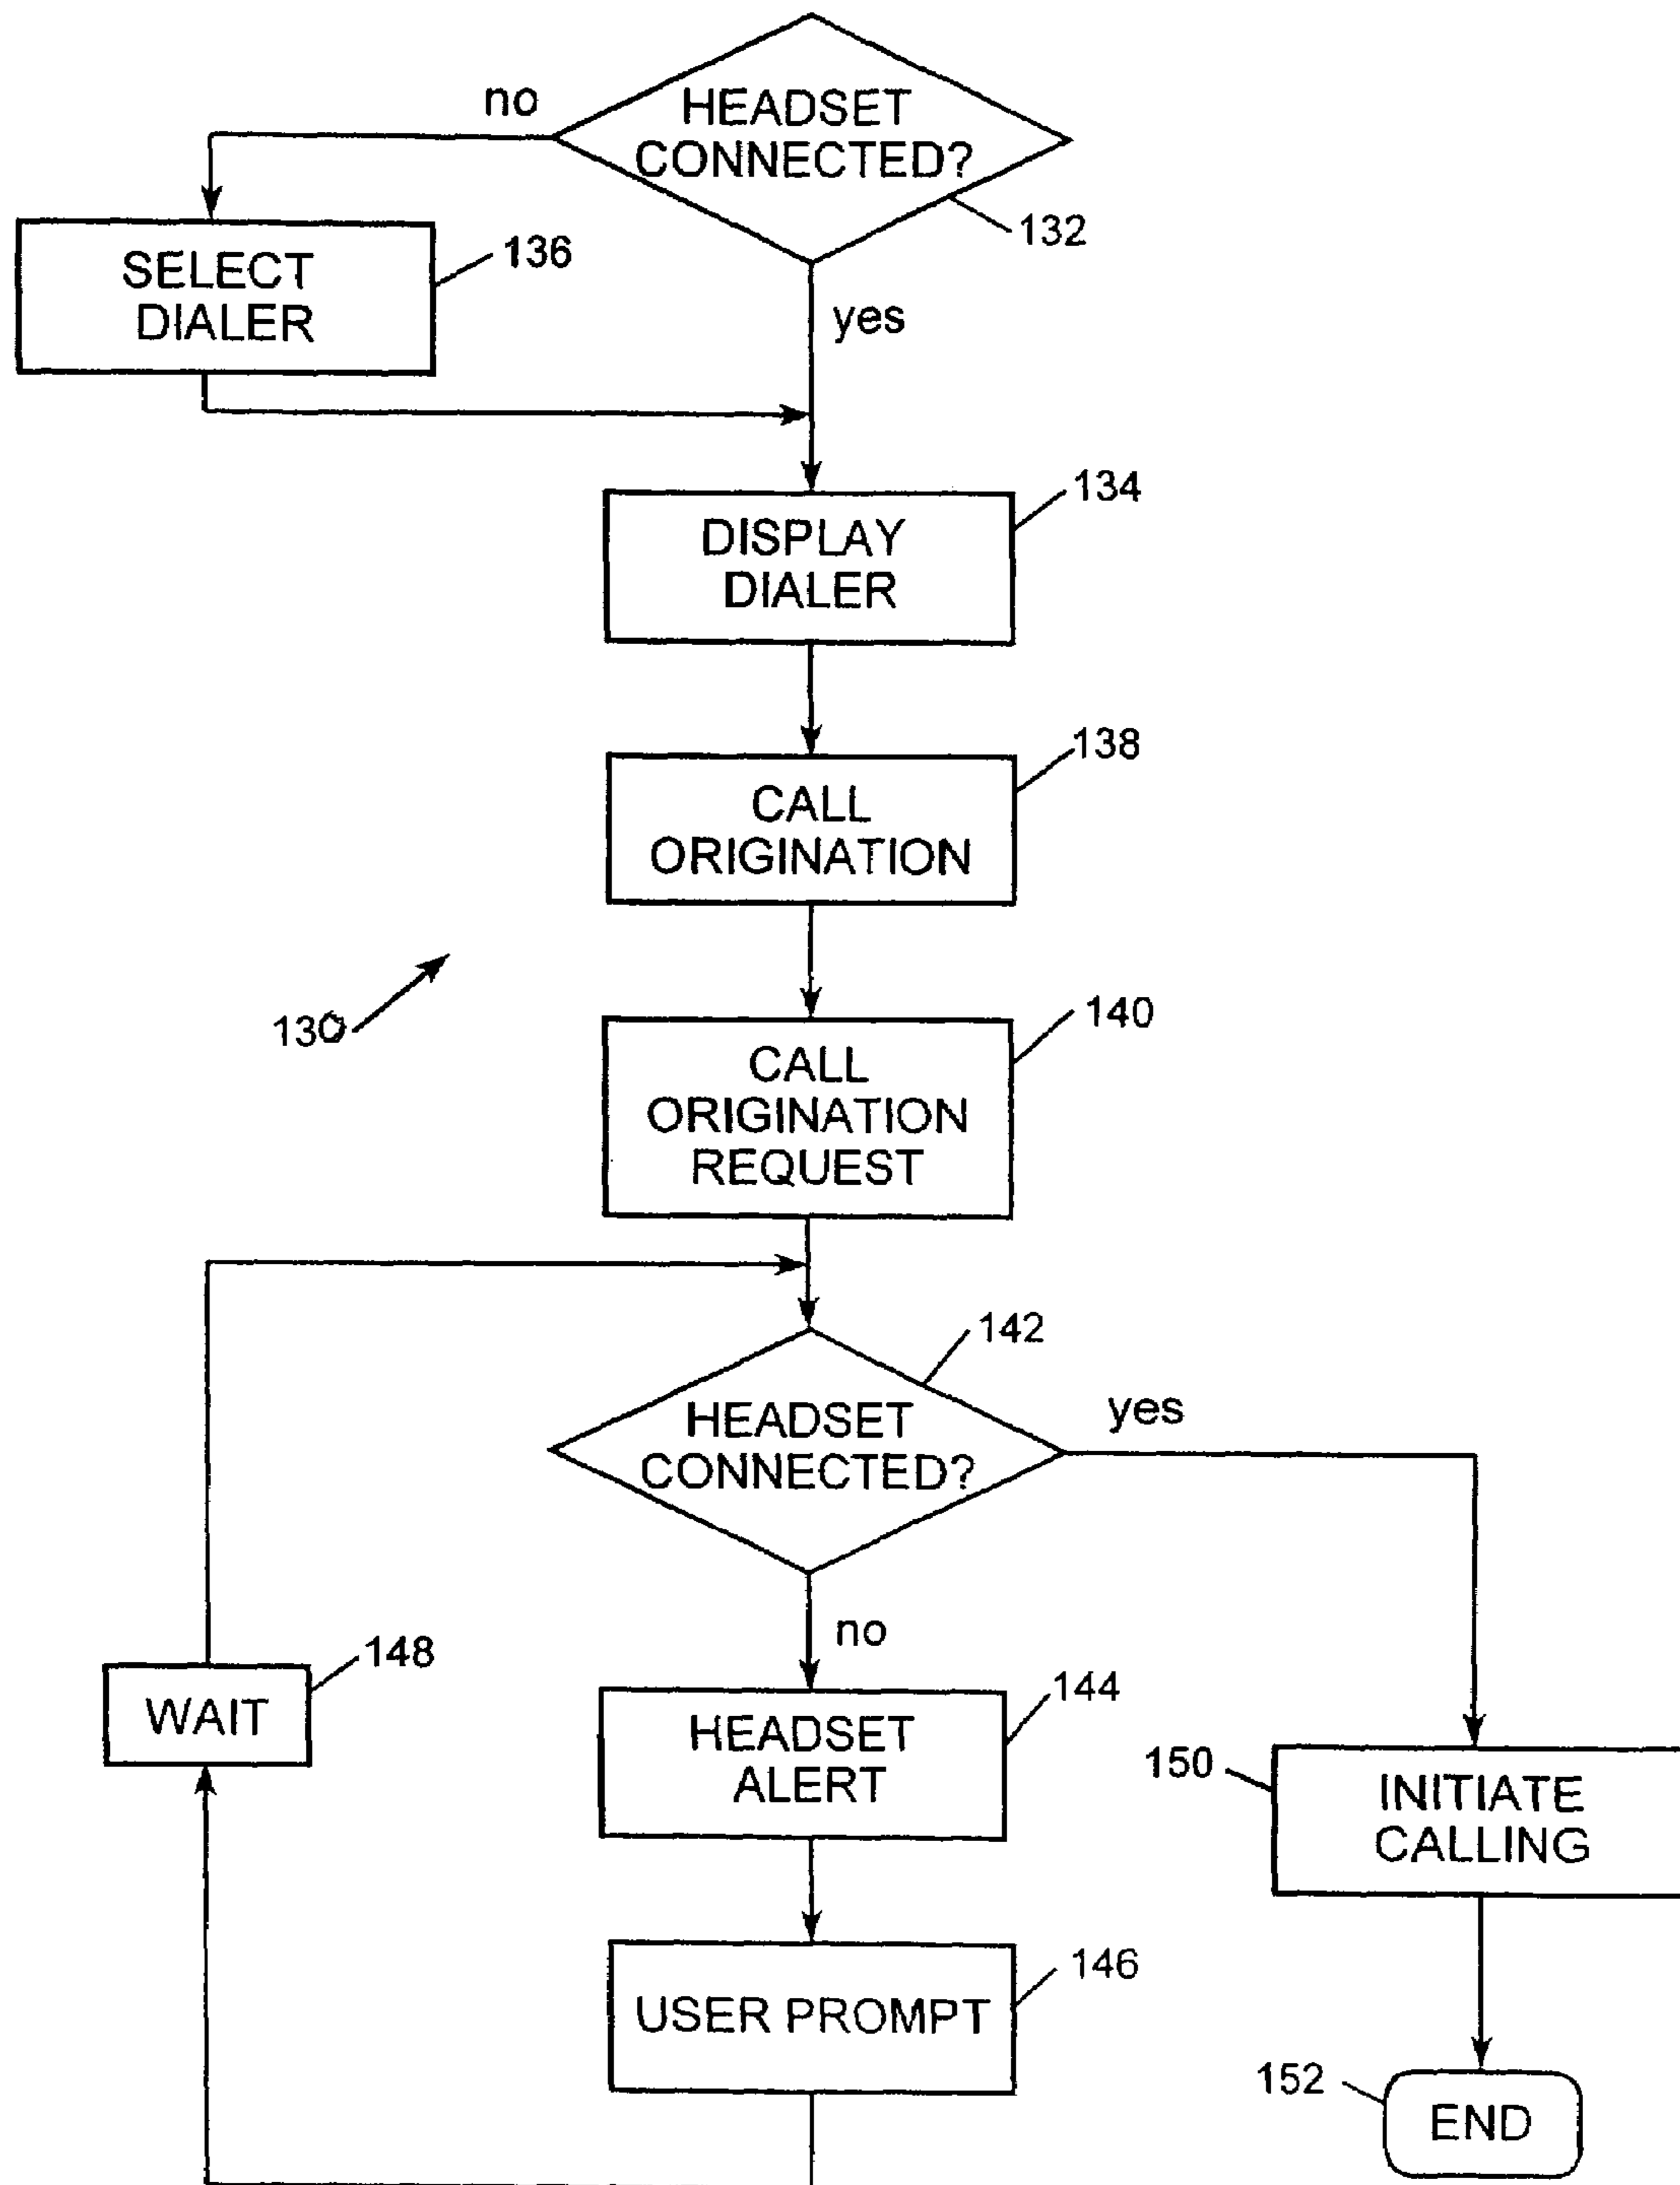 no
HEADSET
CONNECTED?
132
SELECT
DIALER
136
yes
134
DISPLAY
DIALER
138
CALL
ORIGINATION
130
140
CALL
ORIGINATION
REQUEST
142
HEADSET
CONNECTED?
yes
no
148
WAIT
144
HEADSET
ALERT
150
INITIATE
CALLING
146
USER PROMPT
152
END